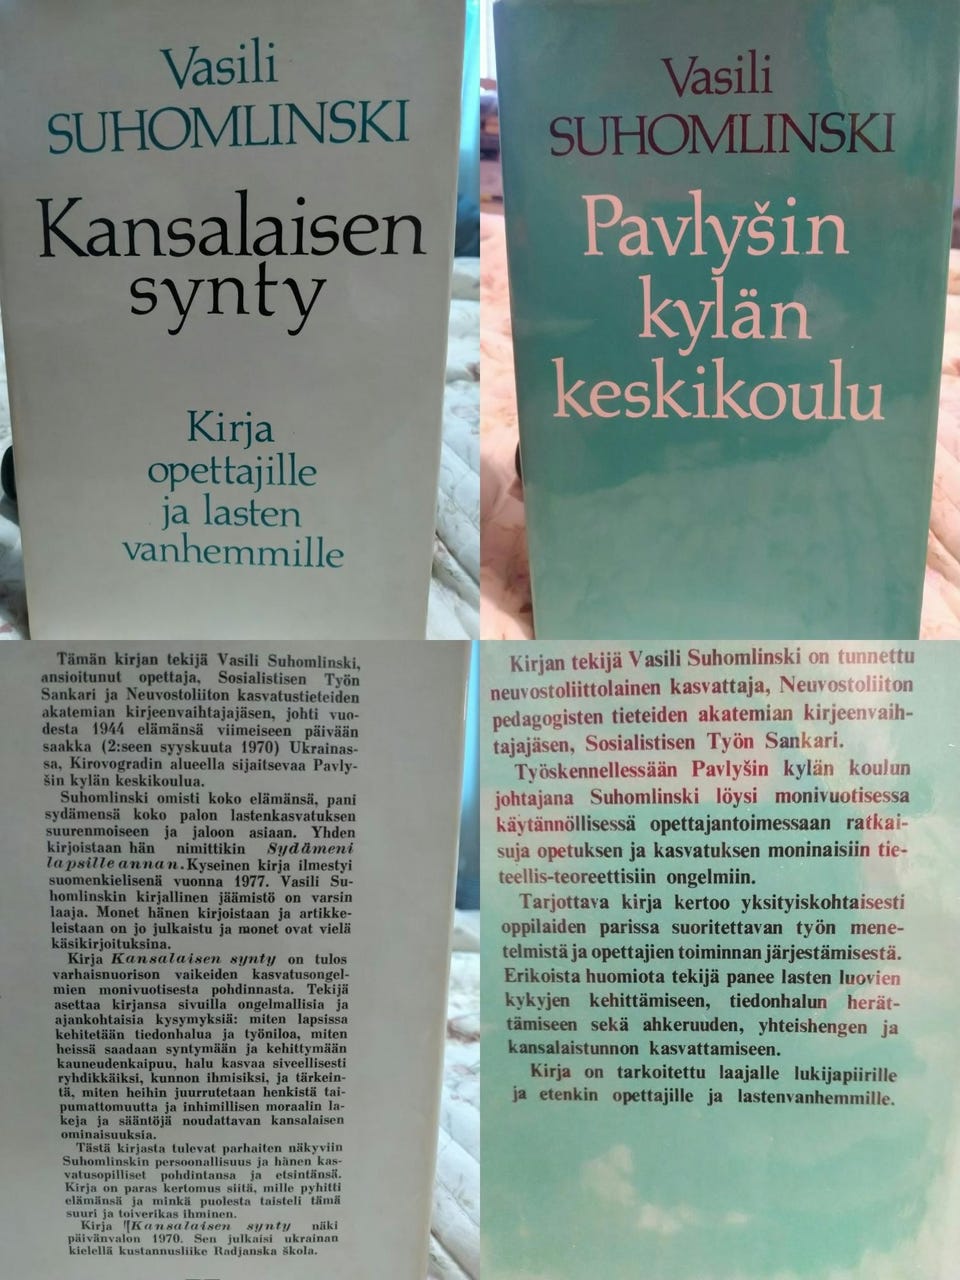 Vasili
SUHOMLINSKI
Kansalaisen
synty
Kirja
opettajille
ja lasten
vanhemmille
Vasili
SUHOMLINSKI
Pavlyšin
kylän
keskikoulu
Tämän kirjan tekijä Vasili Suhomlinski,
ansioitunut opettaja, Sosialistisen Työn
Sankari ja Neuvostoliiton kasvatustieteiden
akatemian kirjeenvaihtajajäsen, johti vuo-
desta 1944 elämänsä viimeiseen päivään
saakka (2:seen syyskuuta 1970) Ukrainas-
sa, Kirovogradin alueella sijaitsevaa Pavly-
šin kylän keskikoulua.
Suhomlinski omisti koko elämänsä, pani
sydämensä koko palon lastenkasvatuksen
suurenmoiseen ja jaloon asiaan. Yhden
kirjoistaan hän nimittikin Sydämeni
lapsille annan. Kyseinen kirja ilmestyi
suomenkielisenä vuonna 1977. Vasili Su-
homlinskin kirjallinen jäämistö on varsin
laaja. Monet hänen kirjoistaan ja artikke-
leistaan on jo julkaistu ja monet ovat vielä
käsikirjoituksina.
Kirja Kansalaisen synty on tulos
varhaisnuorison vaikeiden kasvatusongel-
mien monivuotisesta pohdinnasta. Tekijä
asettaa kirjansa sivuilla ongelmallisia ja
ajankohtaisia kysymyksiä: miten lapsissa
kehitetään tiedonhalua ja työniloa, miten
heissä saadaan syntymään ja kehittymään
kauneudenkaipuu, halu kasvaa siveellisesti
ryhdikkäiksi, kunnon ihmisiksi, ja tärkein-
tä, miten heihin juurrutetaan henkistä tai-
pumattomuutta ja inhimillisen moraalin la-
keja ja sääntöjä noudattavan kansalaisen
ominaisuuksia.
Tästä kirjasta tulevat parhaiten näkyviin
Suhomlinskin persoonallisuus ja hänen kas-
vatusopilliset pohdintansa ja etsintänsä.
Kirja on paras kertomus siitä, mille pyhitti
elämänsä ja minkä puolesta taisteli tämä
suuri ja toiverikas ihminen.
Kirja Kansalaisen synty näki
päivänvalon 1970. Sen julkaisi ukrainan
kielellä kustannusliike Radjanska škola.
Kirjan tekijä Vasili Suhomlinski on tunnettu
neuvostoliittolainen kasvattaja, Neuvostoliiton
pedagogisten tieteiden akatemian kirjeenvaih-
tajajäsen, Sosialistisen Työn Sankari.
Työskennellessään Pavlyšin kylän koulun
johtajana Suhomlinski löysi monivuotisessa
käytännöllisessä opettajantoimessaan ratkai-
suja opetuksen ja kasvatuksen moninaisiin tie-
teellis-teoreettisiin ongelmiin.
Tarjottava kirja kertoo yksityiskohtaisesti
oppilaiden parissa suoritettavan työn mene-
telmistä ja opettajien toiminnan järjestämisestä.
Erikoista huomiota tekijä panee lasten luovien
kykyjen kehittämiseen, tiedonhalun herät-
tämiseen sekä ahkeruuden, yhteishengen ja
kansalaistunnon kasvattamiseen.
Kirja on tarkoitettu laajalle lukijapiirille
ja etenkin opettajille ja lastenvanhemmille.